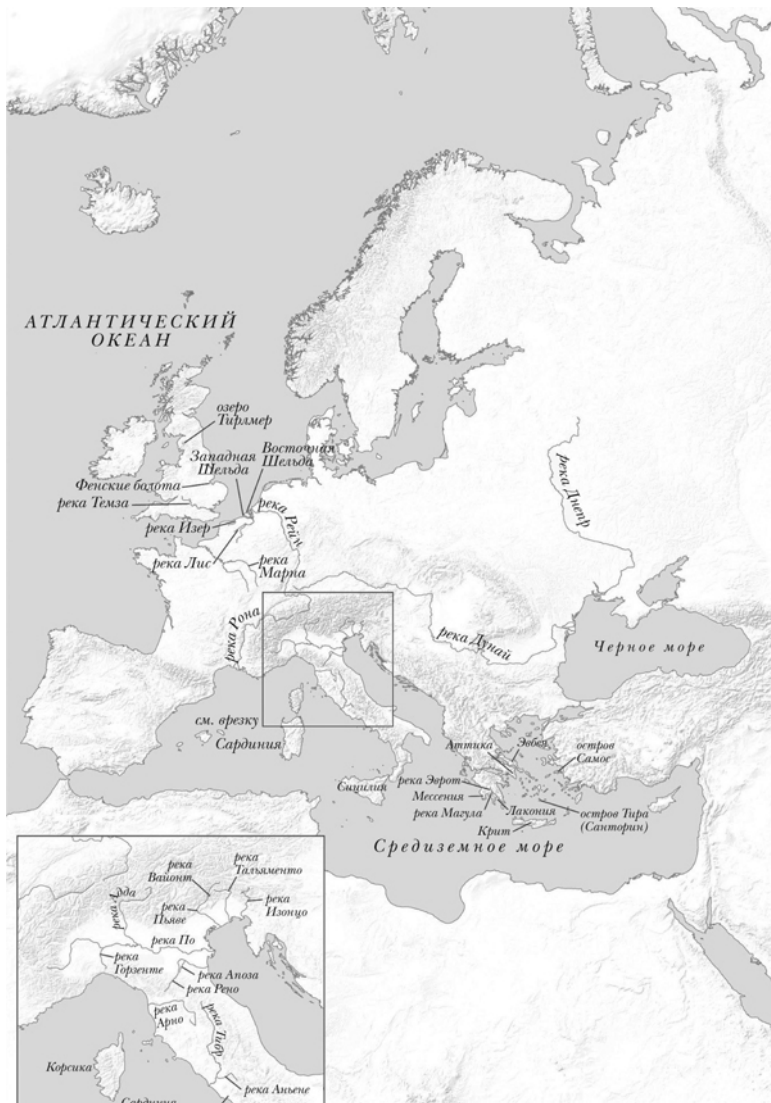 АТЛАНТИЧЕСКИЙ
ОКЕАН
озеро
Тирлмер
Западная
Шельда
Восточная
Шельда
Фенские болота
река Темза
река Изер
река Рейн
река Лис
река
Марна
река Днепр
река Рона
река Дунай
Черное море
см. врезку
Сардиния
Сицилия
Аттика
Эвбея
остров
Самос
река Эврот
Мессения
река Магула
Лакония
остров Тира
(Санторин)
Крит
Средиземное море
река
Вайонт
река
Тальяменто
река Адда
река
Пьяве
река
Изонцо
река По
река
Горзенте
река Апоза
река Рено
река
Арно
река Тибр
Корсика
река Аньене
Сардиния